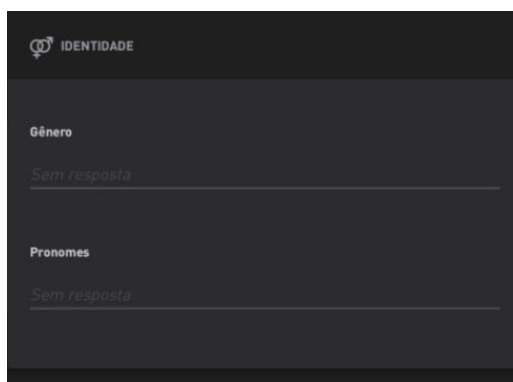 IDENTIDADE
Gênero
Sem resposta
Pronomes
Sem resposta